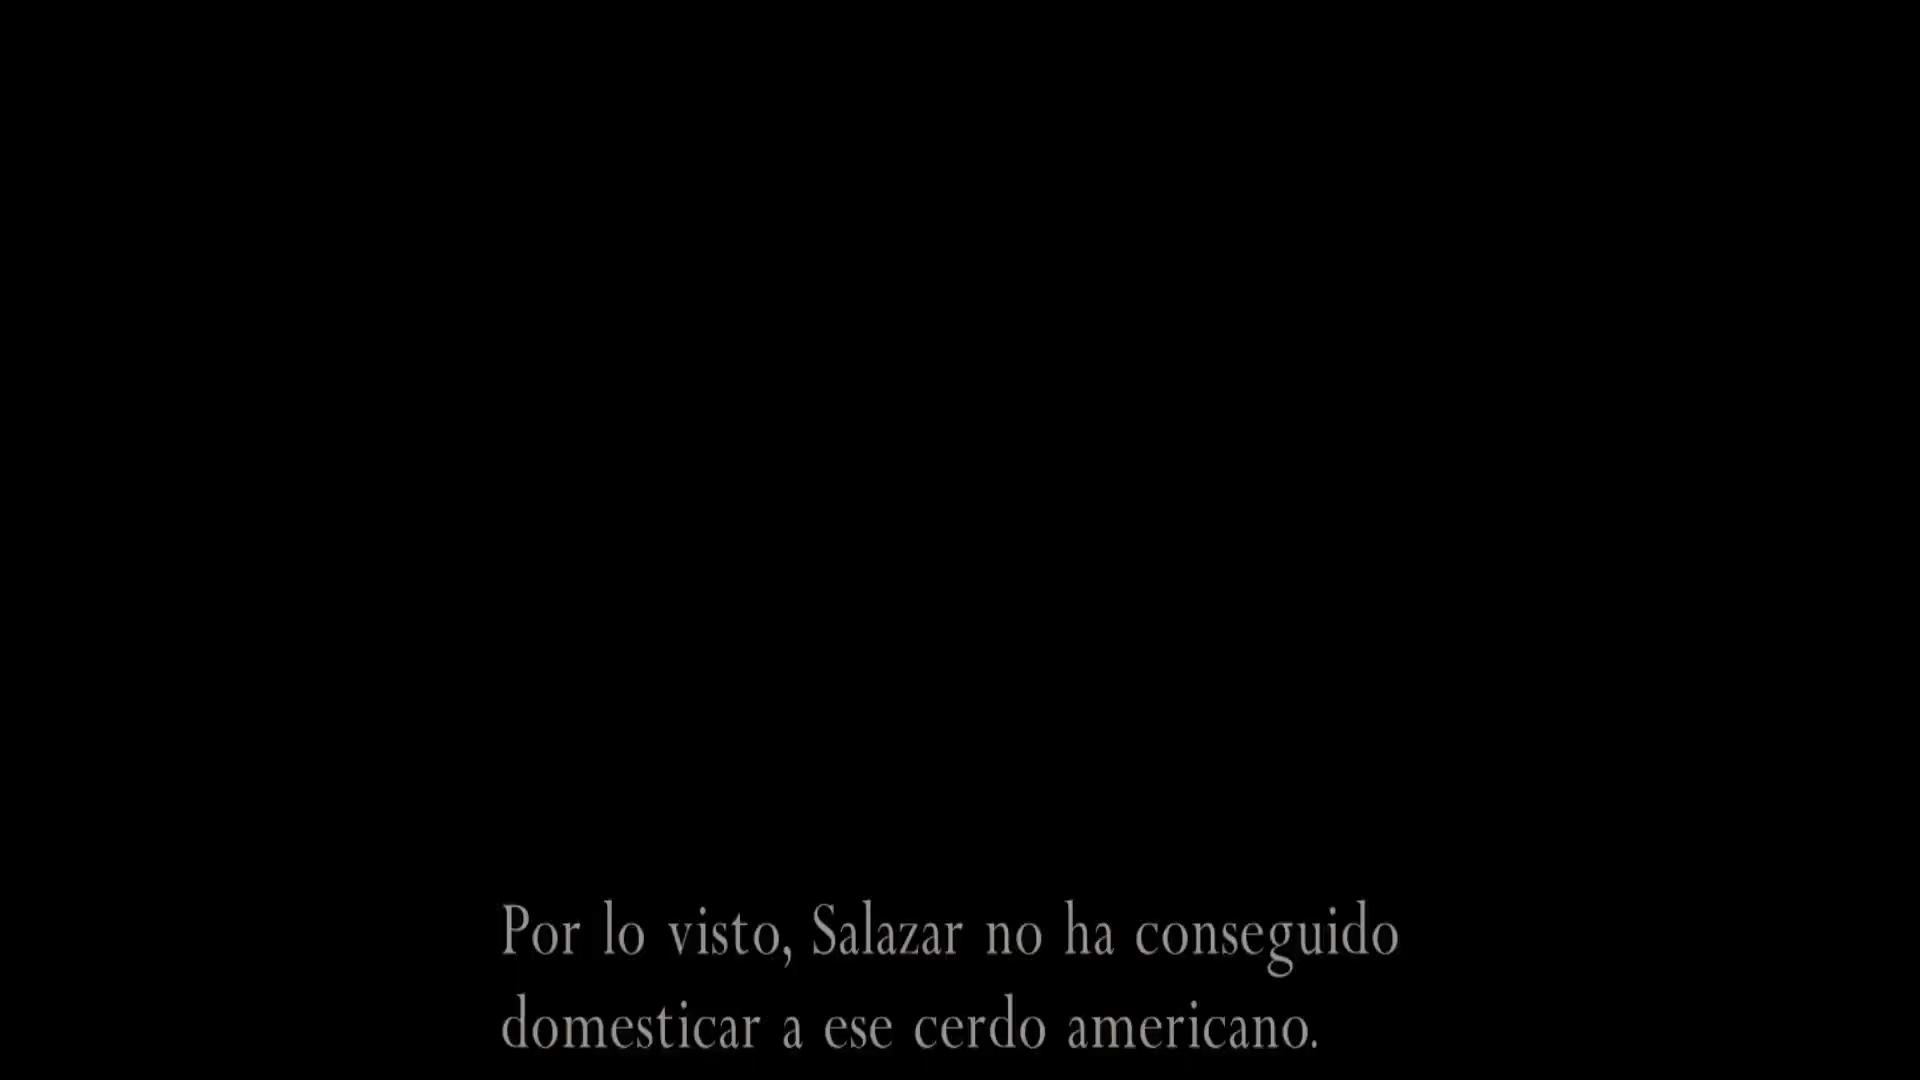 Por lo visto, Salazar no ha conseguido
domesticar a ese cerdo americano.